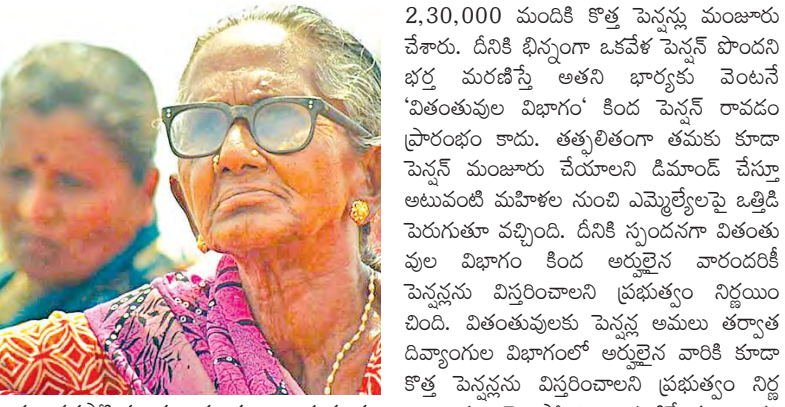 2,30,000 మందికి కొత్త పెన్షన్లు మంజూరు
చేశారు. దీనికి భిన్నంగా ఒకవేళ పెన్షన్ పొందని
భర్త మరణిస్తే అతని భార్యకు వెంటనే
‘వితంతువుల విభాగం‘ కింద పెన్షన్ రావడం
ప్రారంభం కాదు. తత్ఫలితంగా తమకు కూడా
పెన్షన్ మంజూరు చేయాలని డిమాండ్ చేస్తూ
అటువంటి మహిళల నుంచి ఎమ్మెల్యేలపై ఒత్తిడి
పెరుగుతూ వచ్చింది. దీనికి స్పందనగా వితంతు
వుల విభాగం కింద అర్హులైన వారందరికీ
పెన్షన్లను విస్తరించాలని ప్రభుత్వం నిర్ణయిం
చింది. వితంతువులకు పెన్షన్ల అమలు తర్వాత
దివ్యాంగుల విభాగంలో అర్హులైన వారికి కూడా
కొత్త పెన్షన్లను విస్తరించాలని ప్రభుత్వం నిర్ణ